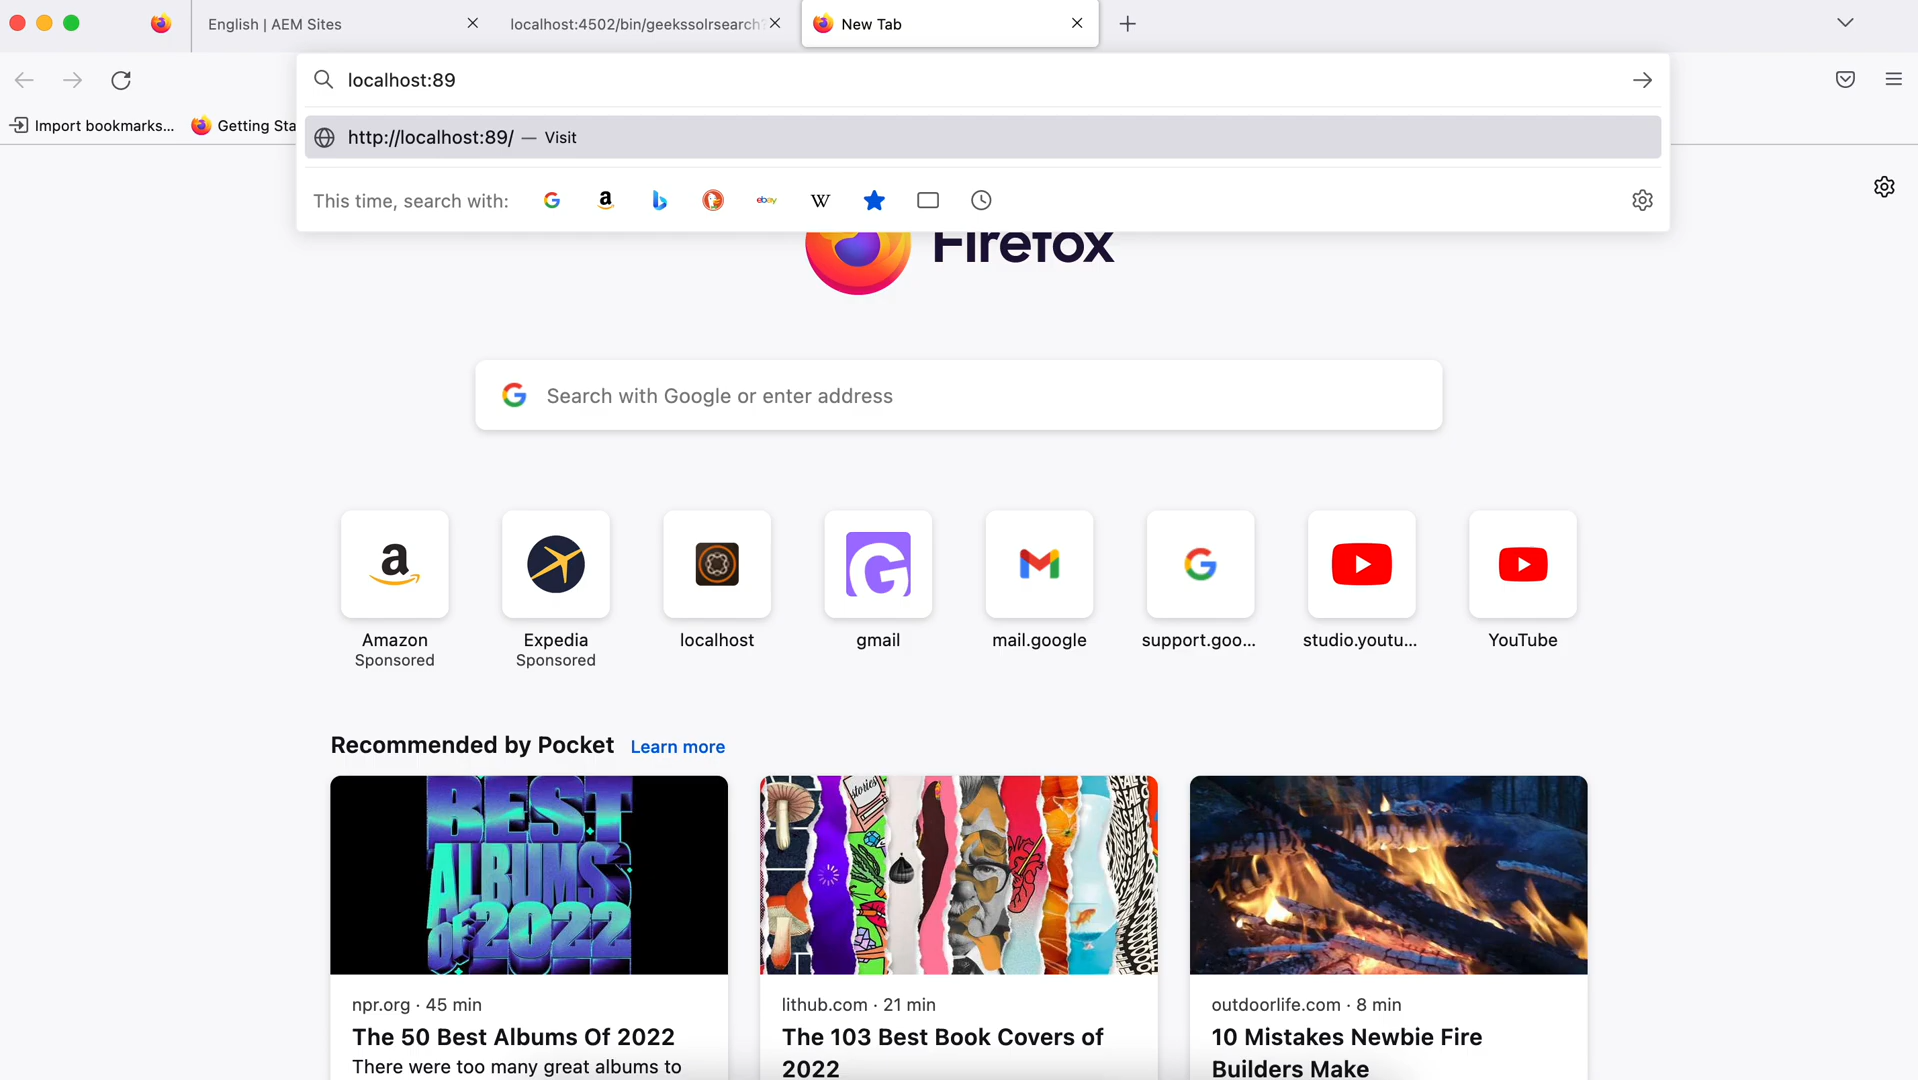 English | AEM Sites
localhost:4502/bin/geekssolrsearch?
New Tab
localhost:89
Import bookmarks...
Getting Sta
http://localhost:89/ — Visit
This time, search with:
ebay
W
Firefox
Search with Google or enter address
Amazon
Sponsored
Expedia
Sponsored
localhost
gmail
mail.google
support.goo...
studio.youtu...
YouTube
Recommended by Pocket Learn more
BEST
ALBUMS
OF 2022
stories
npr.org · 45 min
The 50 Best Albums Of 2022
There were too many great albums to
lithub.com · 21 min
The 103 Best Book Covers of
2022
outdoorlife.com · 8 min
10 Mistakes Newbie Fire
Builders Make